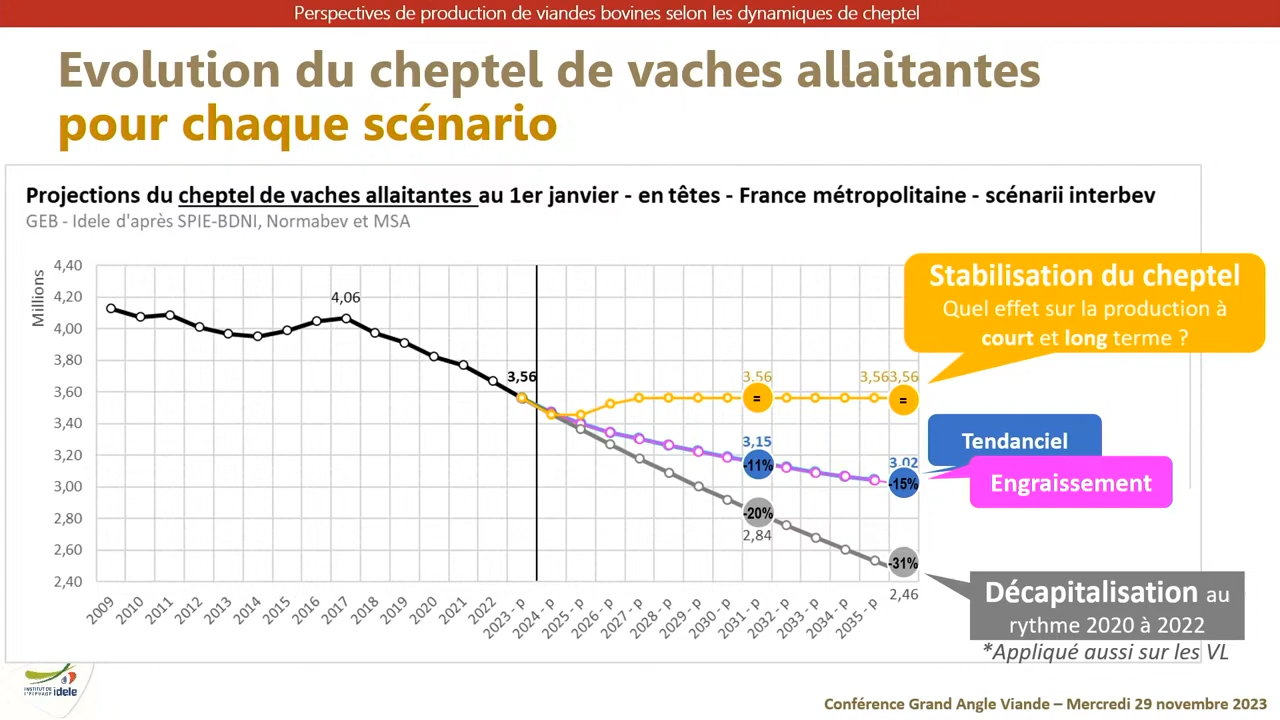 Perspectives de production de viandes bovines selon les dynamiques de cheptel
Evolution du cheptel de vaches allaitantes
pour chaque scénario
Projections du cheptel de vaches allaitantes au 1er janvier - en têtes - France métropolitaine - scénarii interbev
GEB - Idele d'après SPIE-BDNI, Normabev et MSA
Millions
4,40
4,20
4,00
3,80
3,60
3,40
3,20
3,00
2,80
2,60
2,40
4,06
3,56
3.56
3,56
3,56
=
=
3,15
-11%
3.02
-15%
-20%
2,84
-31%
2,46
2009
2010
2011
2012
2013
2014
2015
2016
2017
2018
2019
2020
2021
2022
2023 - p
2024 - p
2025 - p
2026 - p
2027 - p
2028 - p
2029 - p
2030 - p
2031 - p
2032 - p
2033 - p
2034 - p
2035 - p
Stabilisation du cheptel
Quel effet sur la production à
court et long terme ?
Tendanciel
Engraissement
Décapitalisation au
rythme 2020 à 2022
*Appliqué aussi sur les VL
INSTITUT DE
L'ELEVAGE idele
Conférence Grand Angle Viande – Mercredi 29 novembre 2023